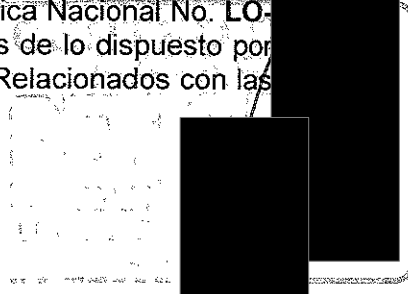 ica Nacional No. LO-
s de lo dispuesto por
Relacionados con las